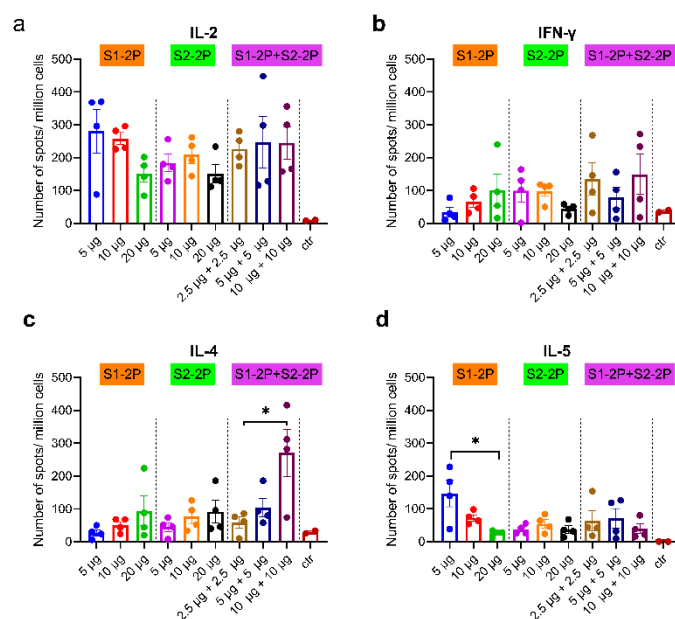 a
IL-2
S1-2P S2-2P S1-2P+S2-2P
Number of spots/ million cells
500
400
300
200
100
0
5 µg
10 µg
20 µg
5 µg
10 µg
20 µg
2.5 µg + 2.5 µg
5 µg + 5 µg
10 µg + 10 µg
ctr
b
IFN-γ
S1-2P S2-2P S1-2P+S2-2P
Number of spots/ million cells
500
400
300
200
100
0
5 µg
10 µg
20 µg
5 µg
10 µg
20 µg
2.5 µg + 2.5 µg
5 µg + 5 µg
10 µg + 10 µg
ctr
c
IL-4
S1-2P S2-2P S1-2P+S2-2P
Number of spots/ million cells
500
400
300
200
100
0
*
5 µg
10 µg
20 µg
5 µg
10 µg
20 µg
2.5 µg + 2.5 µg
5 µg + 5 µg
10 µg + 10 µg
ctr
d
IL-5
S1-2P S2-2P S1-2P+S2-2P
Number of spots/ million cells
500
400
300
200
100
0
*
5 µg
10 µg
20 µg
5 µg
10 µg
20 µg
2.5 µg + 2.5 µg
5 µg + 5 µg
10 µg + 10 µg
ctr